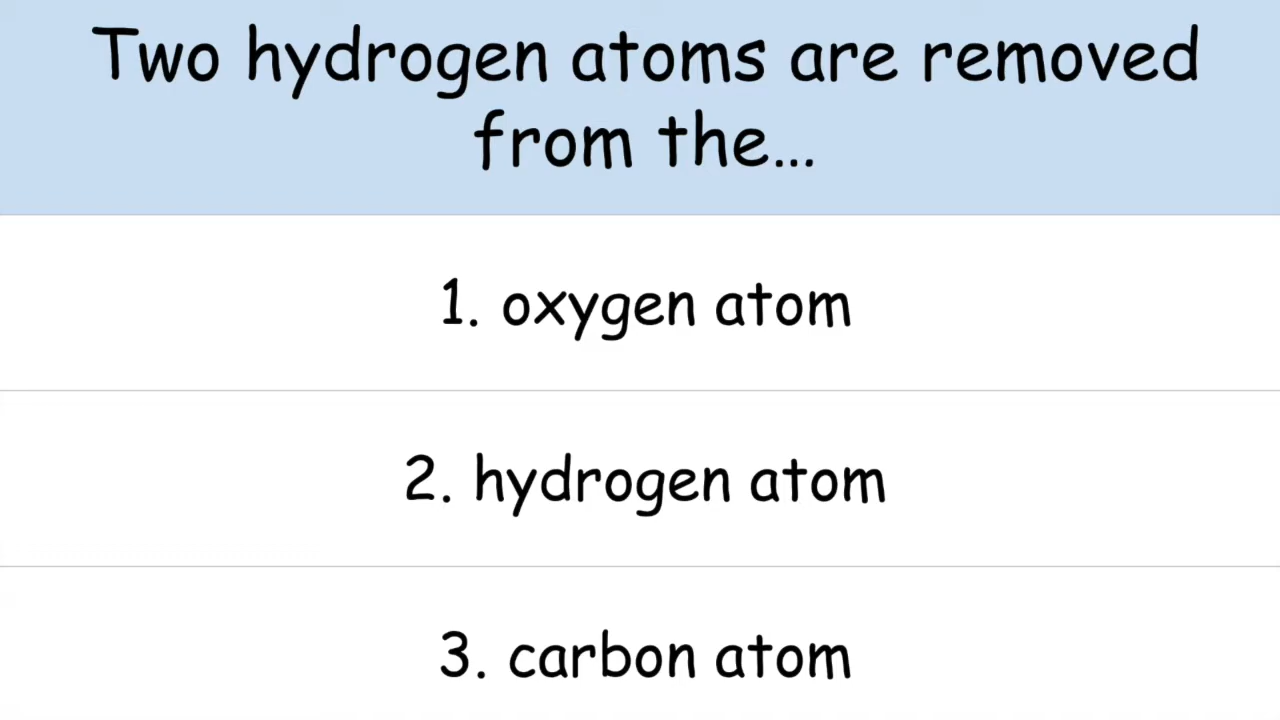 Two hydrogen atoms are removed
from the...
1. oxygen atom
2. hydrogen atom
3. carbon atom